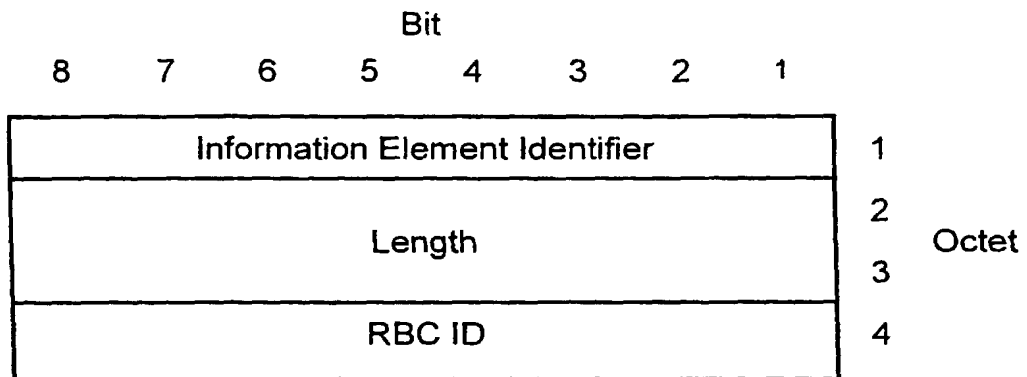 Bit
8 7 6 5 4 3 2 1
Information Element Identifier 1
2
Length Octet
3
RBC ID 4